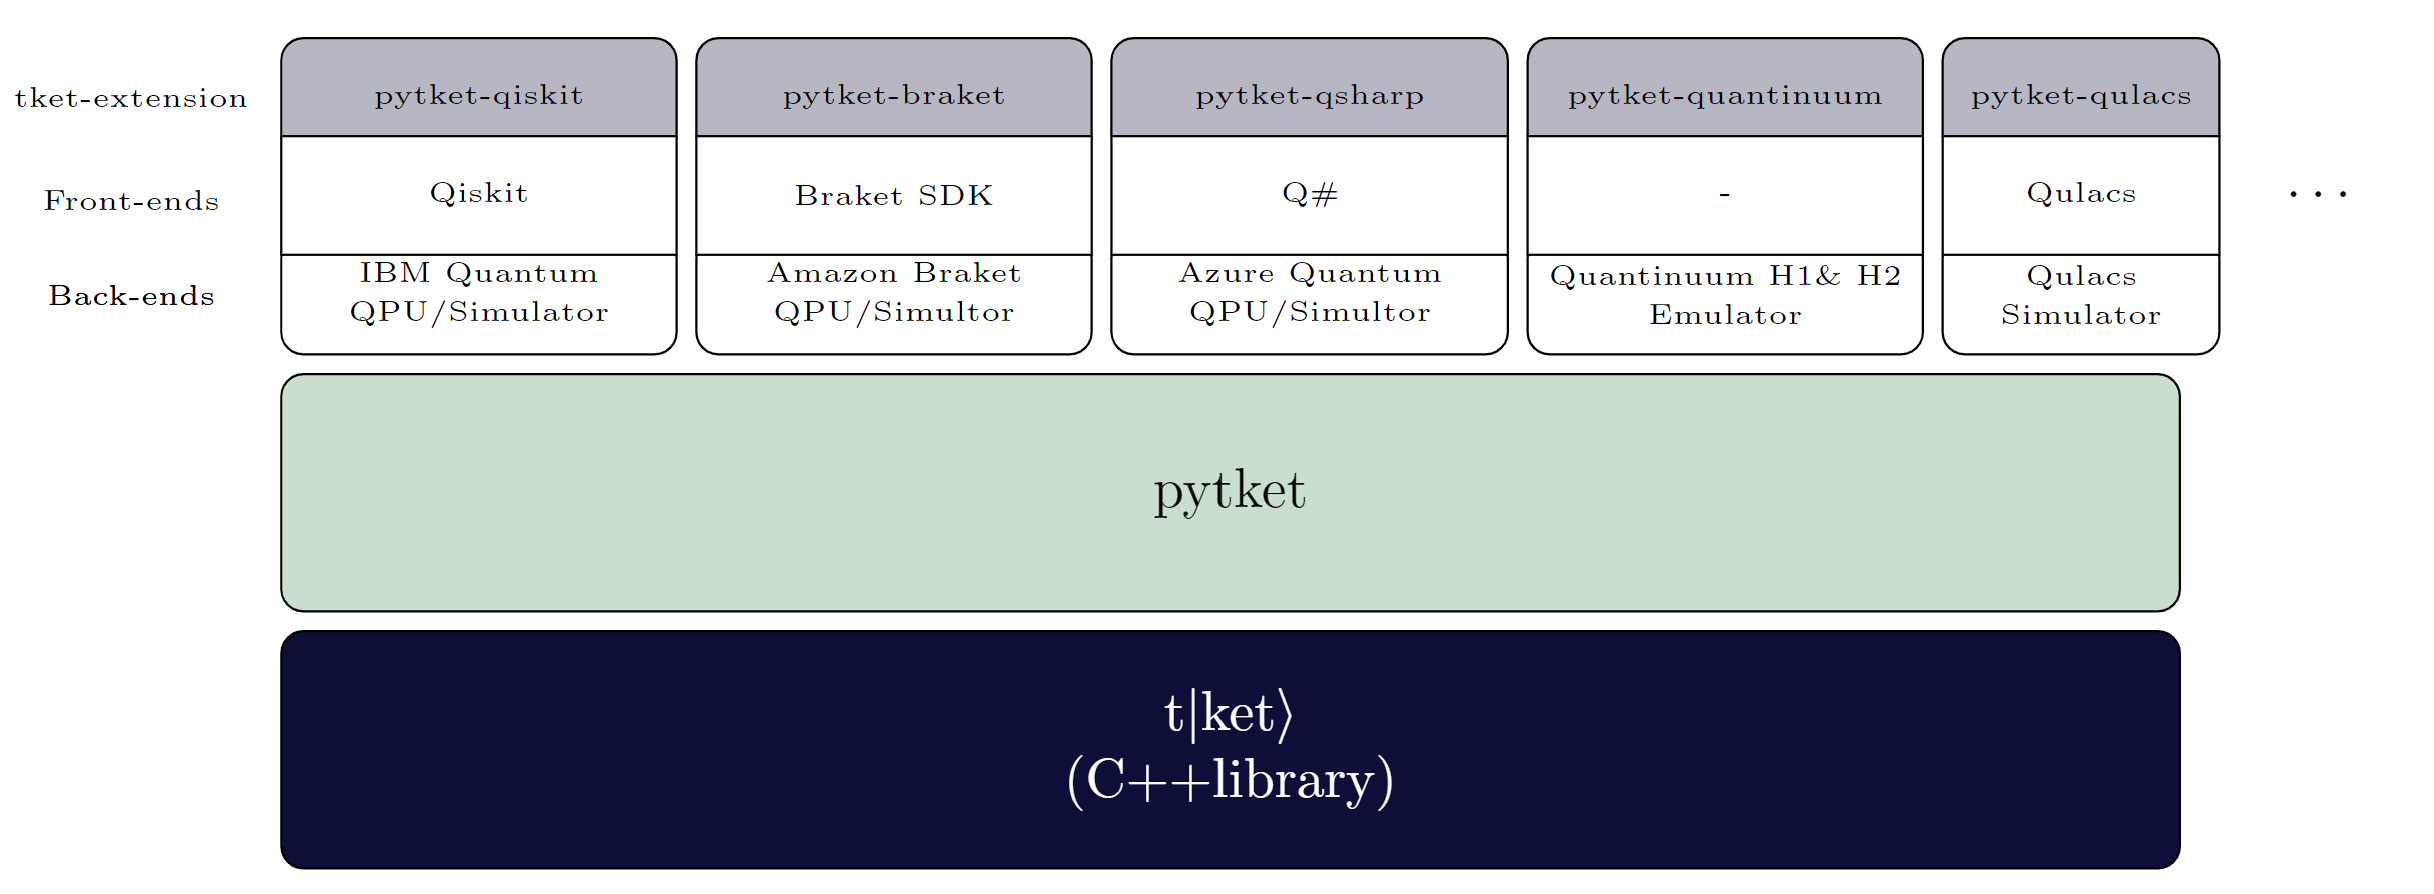 tket-extension
pytket-qiskit
pytket-braket
pytket-qsharp
pytket-quantinuum
pytket-qulacs
Front-ends
Qiskit
Braket SDK
Q#
-
Qulacs
...
Back-ends
IBM Quantum
QPU/Simulator
Amazon Braket
QPU/Simultor
Azure Quantum
QPU/Simultor
Quantinuum H1& H2
Emulator
Qulacs
Simulator
pytket
t|ket⟩
(C++library)